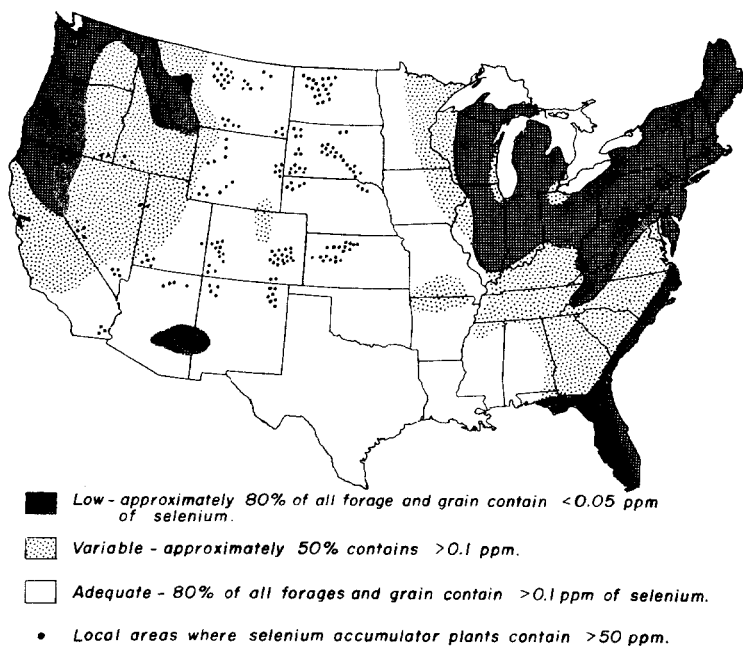 Low - approximately 80% of all forage and grain contain <0.05 ppm
of selenium.
Variable - approximately 50% contains >0.1 ppm.
Adequate - 80% of all forages and grain contain >0.1 ppm of selenium.
Local areas where selenium accumulator plants contain >50 ppm.